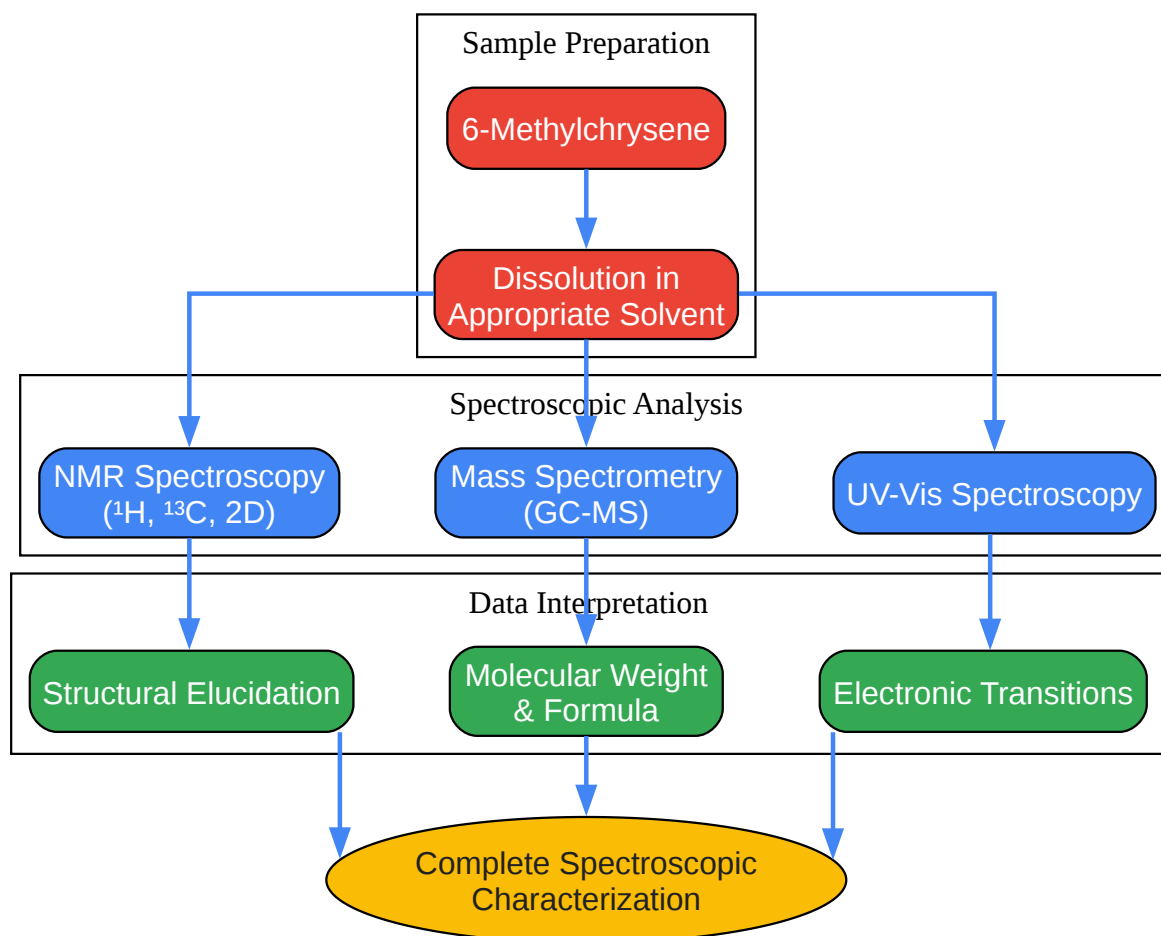 Sample Preparation
6-Methylchrysene
Dissolution in
Appropriate Solvent
Spectroscopic Analysis
NMR Spectroscopy
(¹H, ¹³C, 2D)
Mass Spectrometry
(GC-MS)
UV-Vis Spectroscopy
Data Interpretation
Structural Elucidation
Molecular Weight
& Formula
Electronic Transitions
Complete Spectroscopic
Characterization